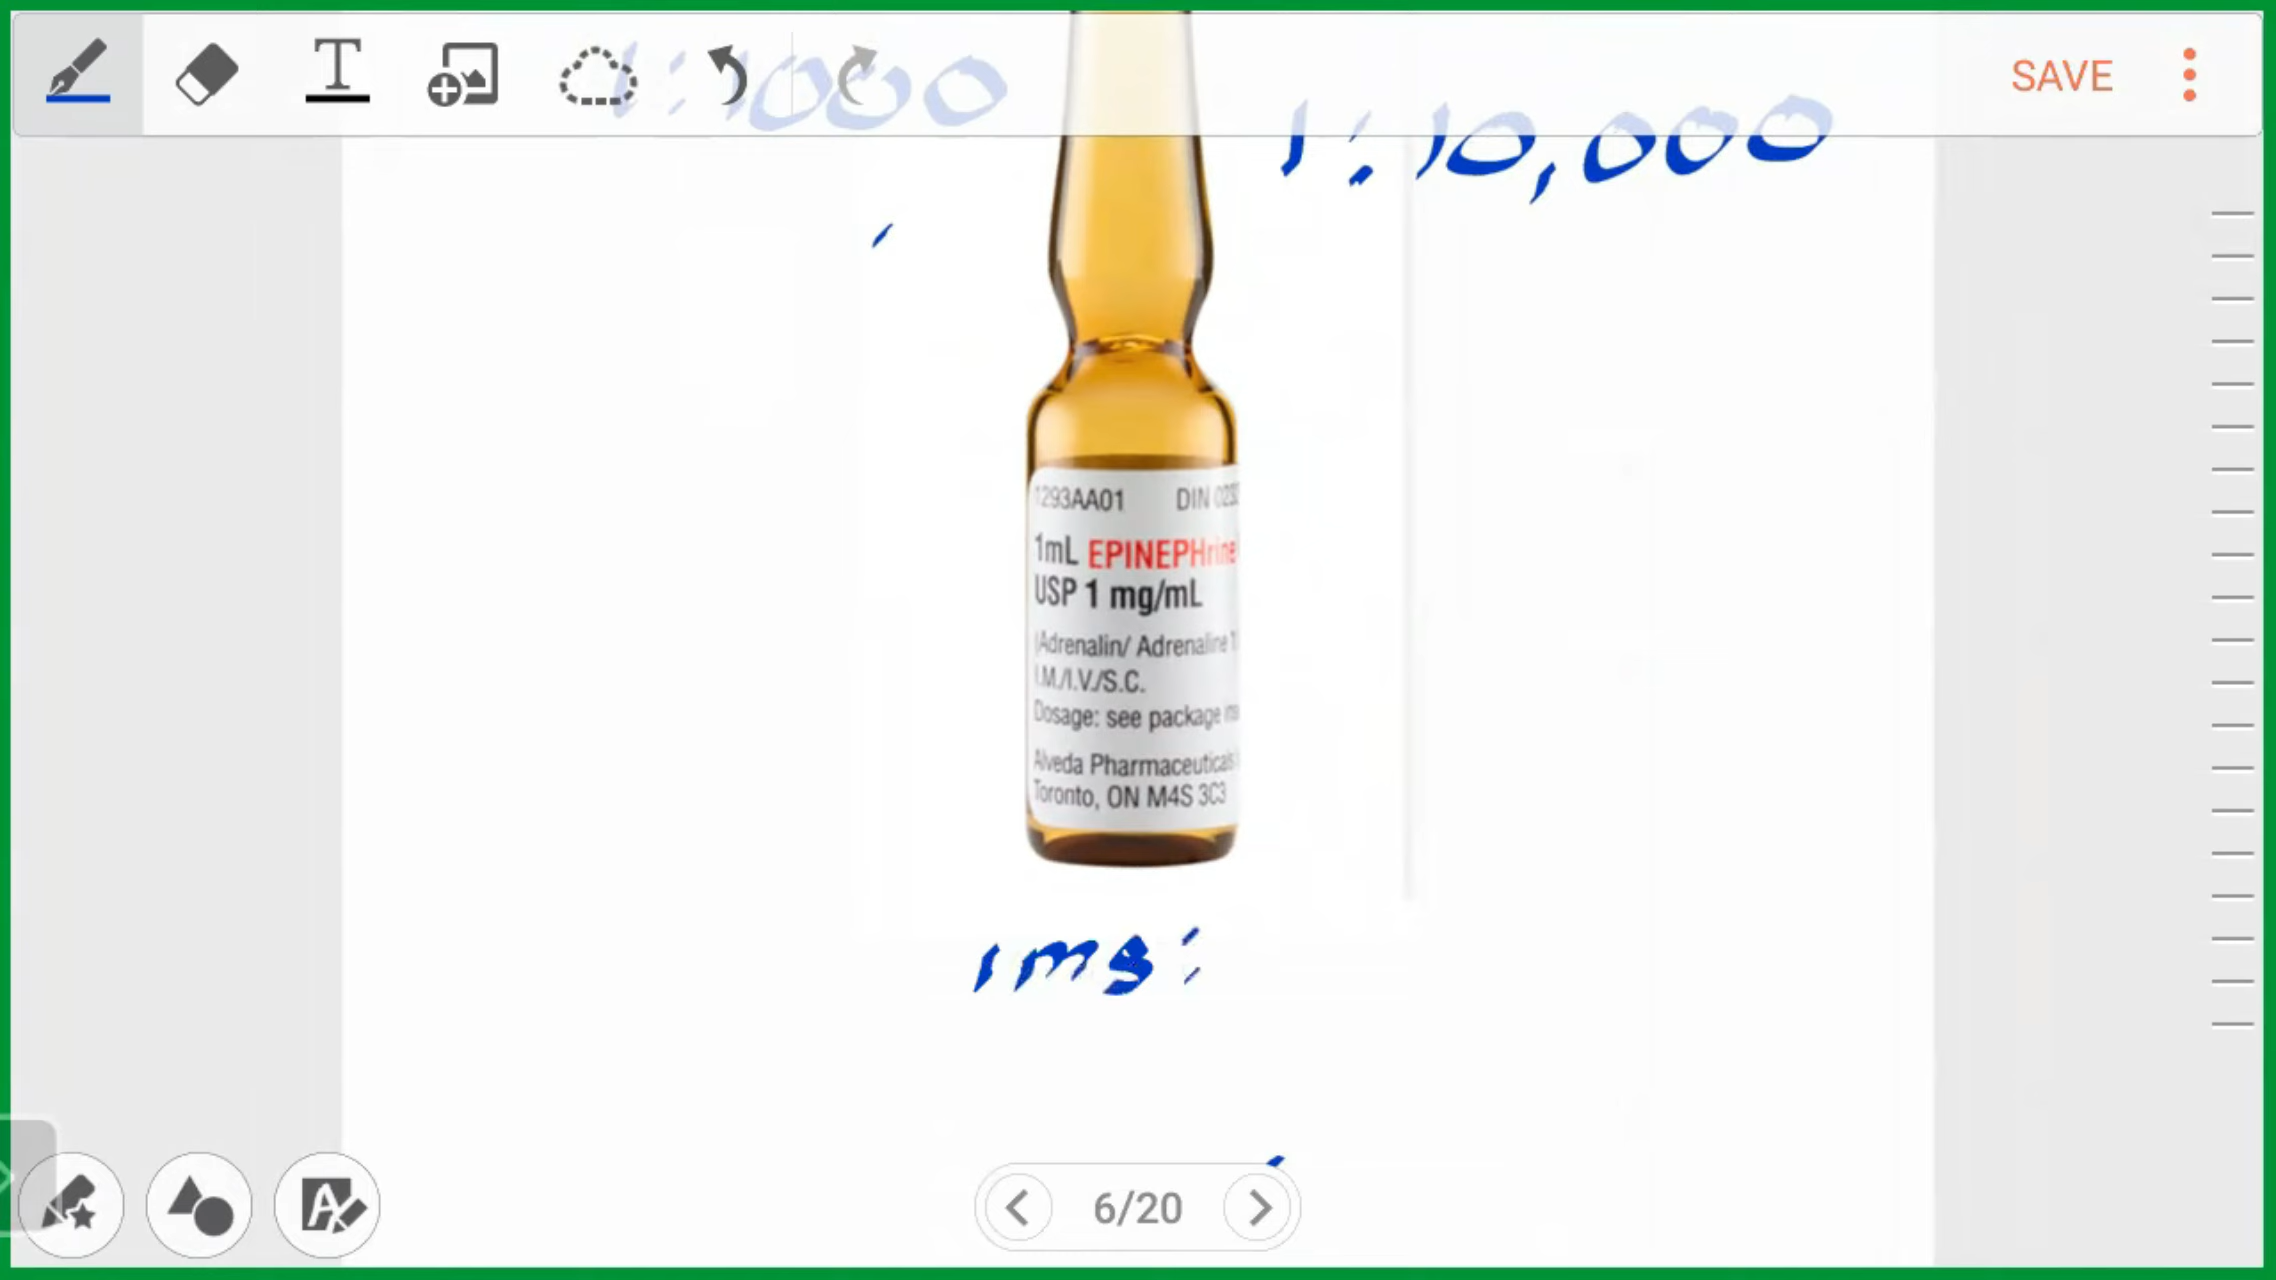 SAVE
1:1000
1:10,000
1293AA01 DIN
1mL EPINEPHrine
USP 1 mg/mL
(Adrenalin/ Adrenaline
I.M./I.V./S.C.
Dosage: see package
Alveda Pharmaceuticals
Toronto, ON M4S 3C3
1mg:
6/20